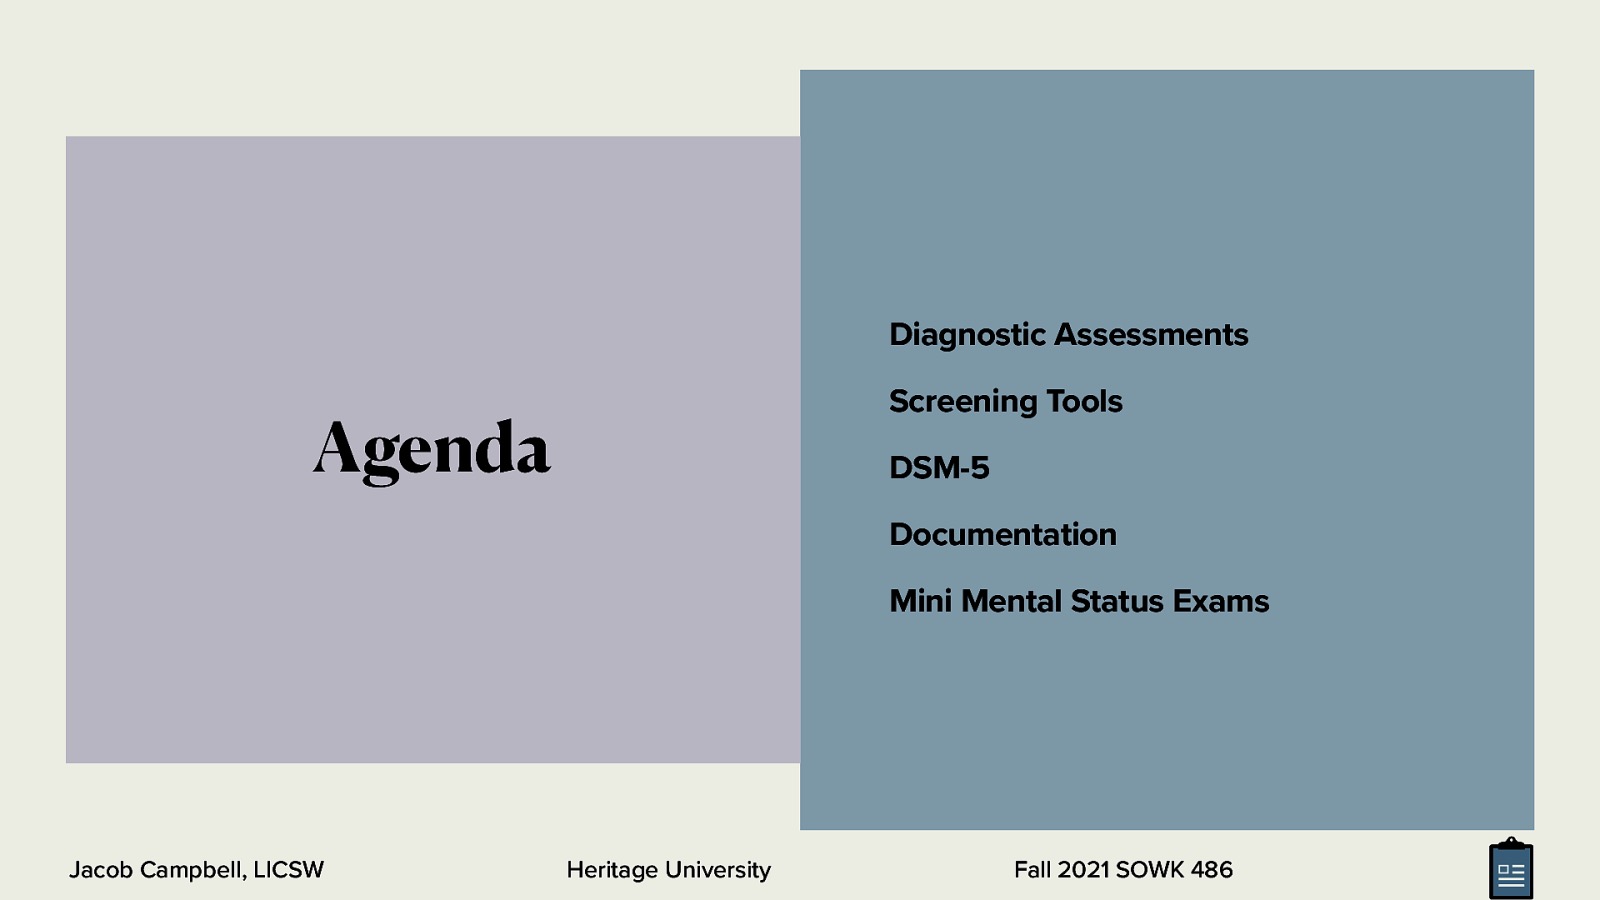 Agenda
Diagnostic Assessments
Screening Tools
DSM-5
Documentation
Mini Mental Status Exams
Jacob Campbell, LICSW
Heritage University
Fall 2021 SOWK 486